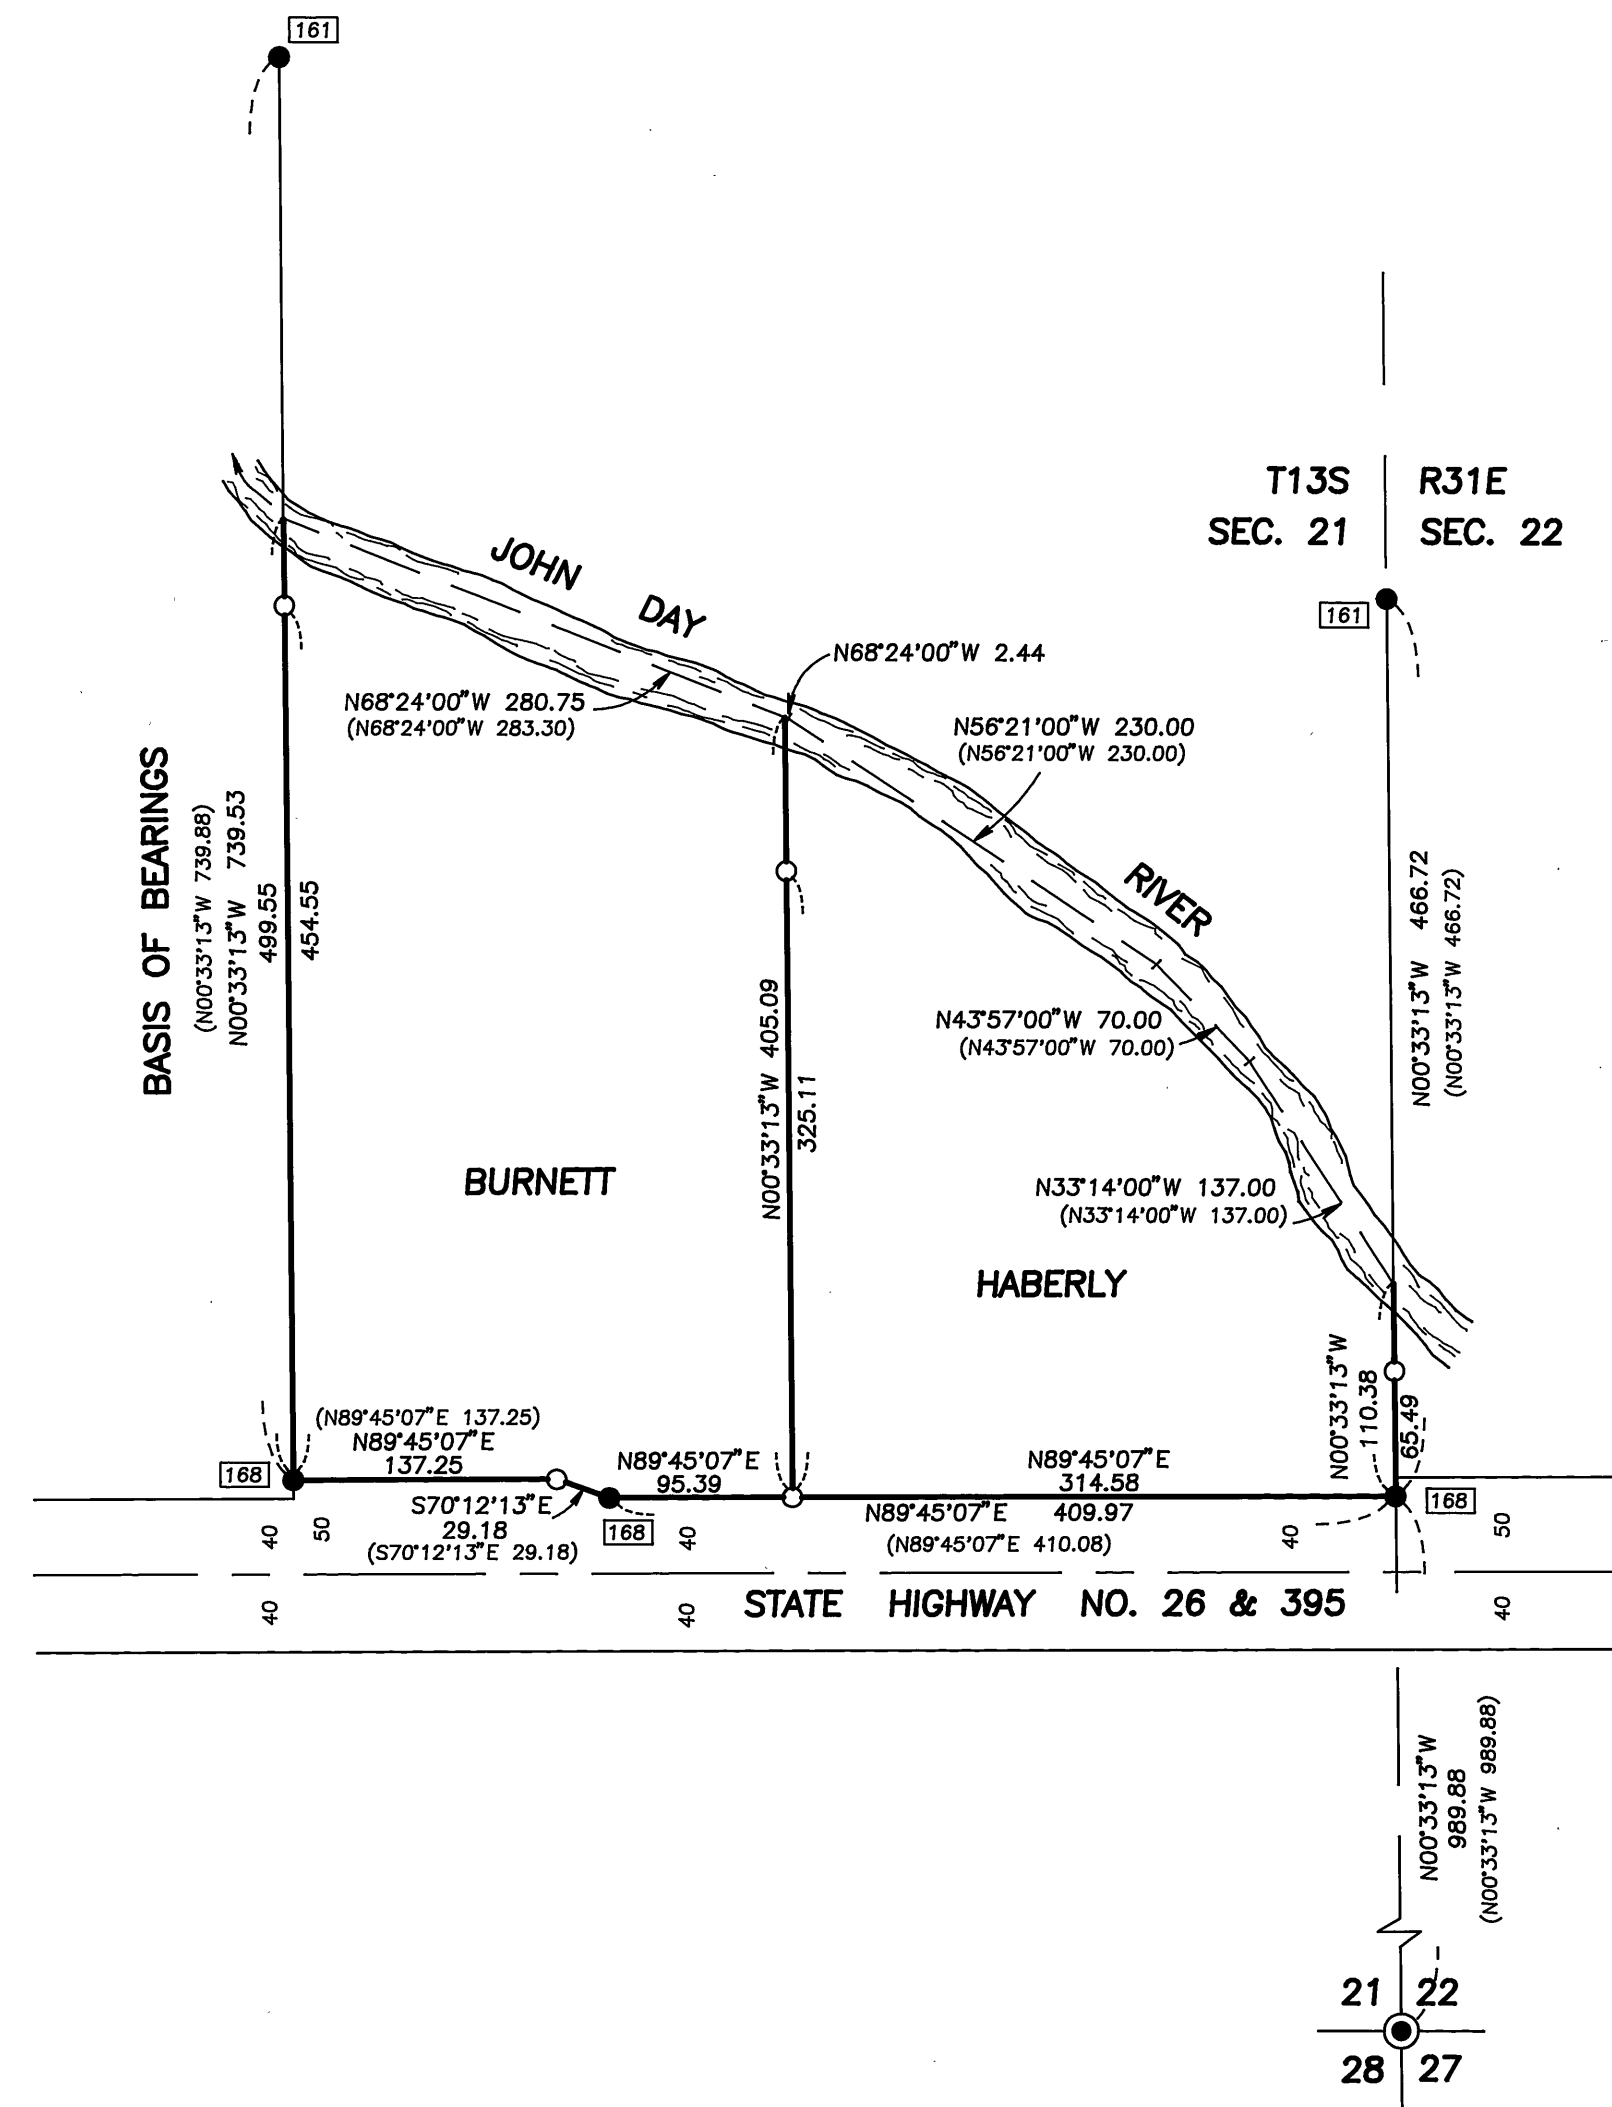 161
T13S R31E
SEC. 21 SEC. 22
JOHN DAY RIVER
161
N68°24'00"W 2.44
N68°24'00"W 280.75
(N68°24'00"W 283.30)
N56°21'00"W 230.00
(N56°21'00"W 230.00)
BASIS OF BEARINGS
(N00°33'13"W 739.88)
N00°33'13"W 739.53
499.55
454.55
N00°33'13"W 466.72
(N00°33'13"W 466.72)
N43°57'00"W 70.00
(N43°57'00"W 70.00)
N00°33'13"W 405.09
325.11
BURNETT
N33°14'00"W 137.00
(N33°14'00"W 137.00)
HABERLY
N00°33'13"W
110.38
65.49
(N89°45'07"E 137.25)
N89°45'07"E
137.25
168
N89°45'07"E
95.39
N89°45'07"E
314.58
168
S70°12'13"E
29.18
(S70°12'13"E 29.18)
168
N89°45'07"E 409.97
(N89°45'07"E 410.08)
40
50
40
40
50
STATE HIGHWAY NO. 26 & 395
40
40
40
N00°33'13"W
989.88
(N00°33'13"W 989.88)
21 22
28 27